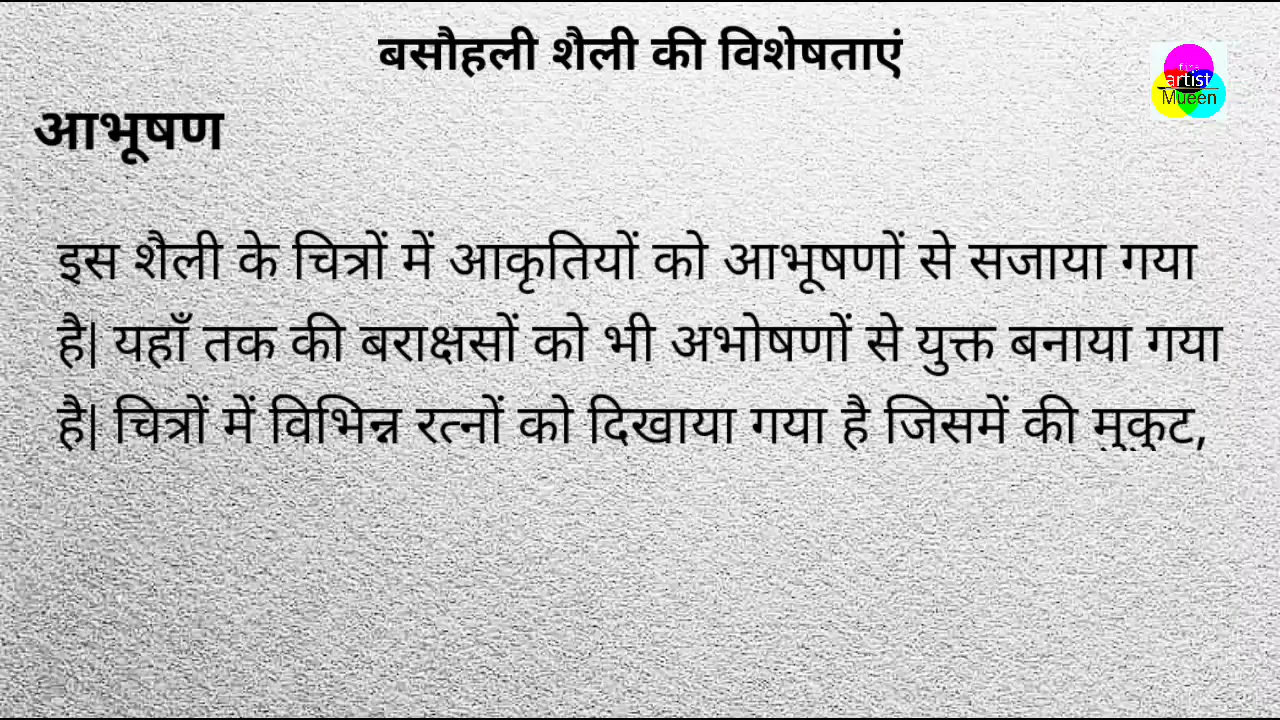 बसौहली शैली की विशेषताएं
artist
Mueen
आभूषण
इस शैली के चित्रों में आकृतियों को आभूषणों से सजाया गया
है| यहाँ तक की बराक्षसों को भी अभोषणों से युक्त बनाया गया
है| चित्रों में विभिन्न रत्नों को दिखाया गया है जिसमें की मुकुट,